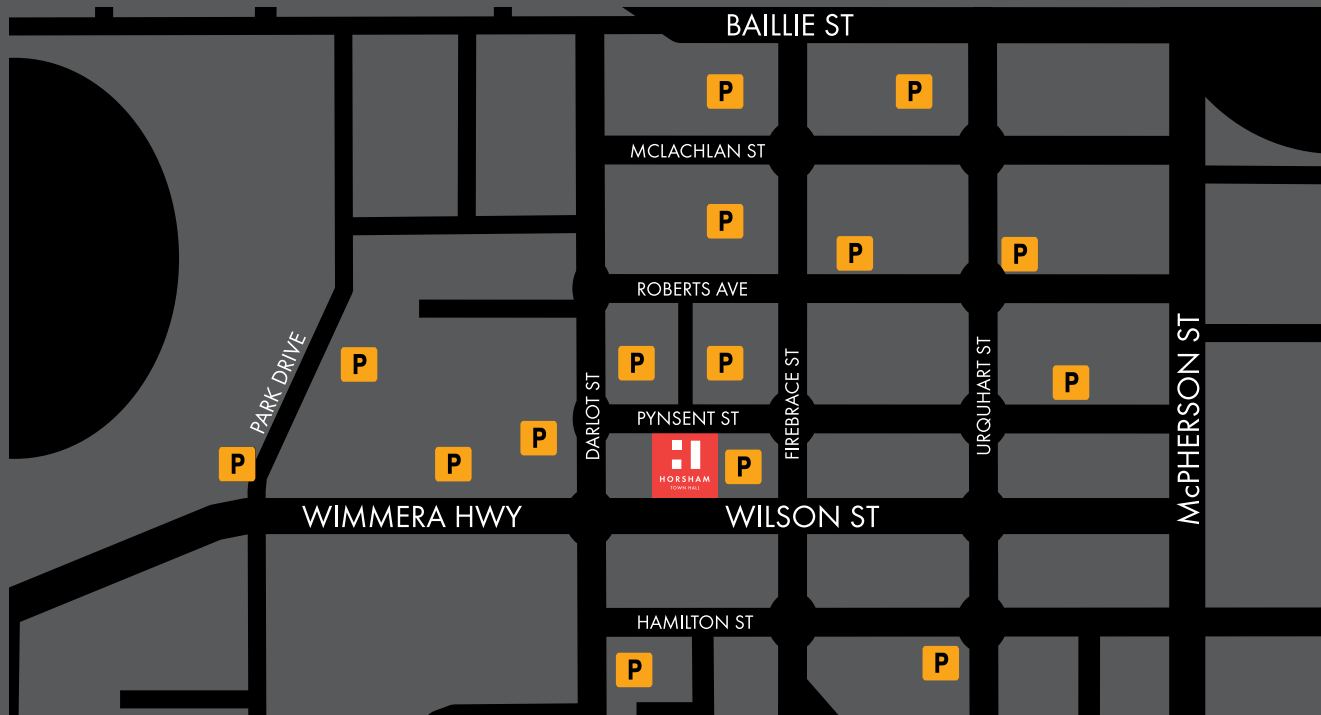 BAILLIE ST
P
P
MCLACHLAN ST
P
P
P
ROBERTS AVE
PARK DRIVE
P
DARLOT ST
P
P
FIREBRACE ST
URQUHART ST
P
McPHERSON ST
PYNSENT ST
P
P
P
HORSHAM
TOWN HALL
P
WIMMERA HWY
WILSON ST
HAMILTON ST
P
P